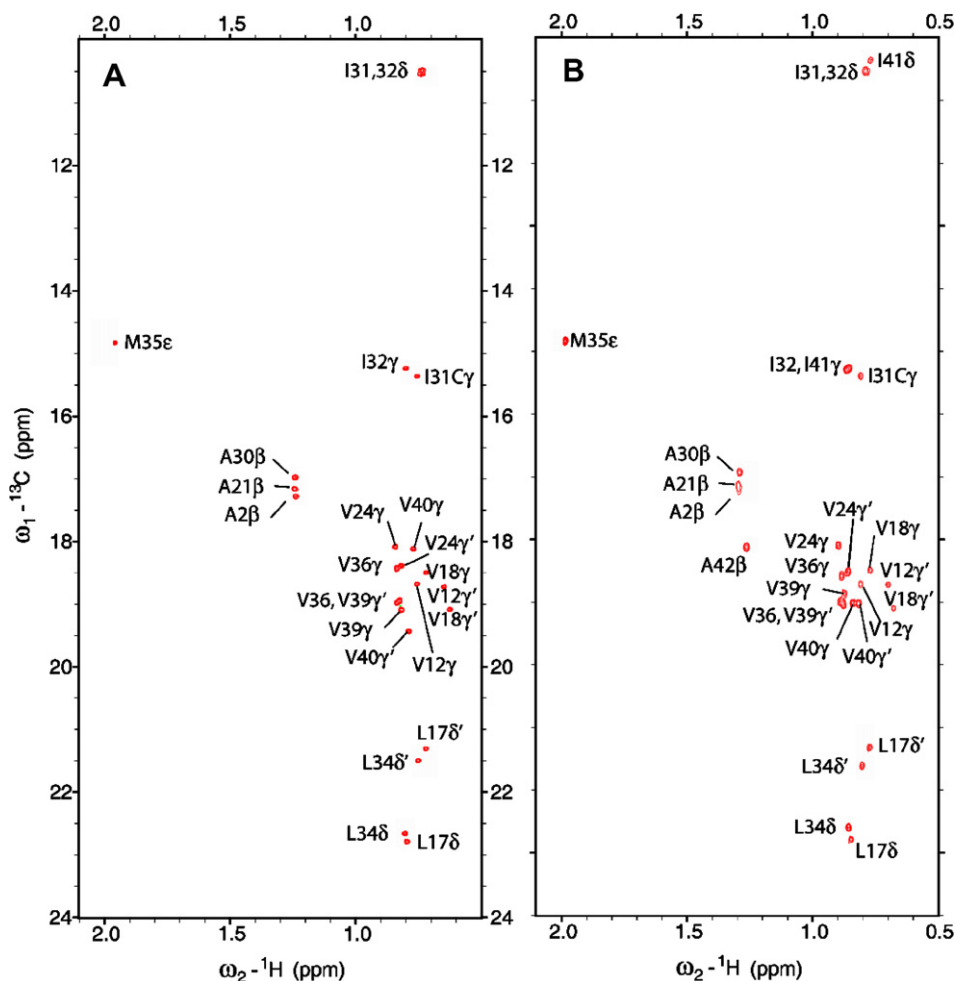 2.0 1.5 1.0
A
I31,32δ
12
14
M35ε
I32γ
I31Cγ
16
A30β
A21β
A2β
V24γ
V40γ
V24γ'
18
V36γ
V18γ
V12γ'
V36, V39γ'
V18γ'
V39γ
V40γ'
V12γ
20
L17δ'
L34δ'
22
L34δ
L17δ
24
2.0 1.5 1.0
ω1 - 13C (ppm)
ω2 - 1H (ppm)
2.0 1.5 1.0 0.5
B
I41δ
I31,32δ
12
14
M35ε
I32, I41γ
I31Cγ
16
A30β
A21β
A2β
V24γ'
V18γ
V24γ
18
A42β
V36γ
V12γ'
V39γ
V18γ'
V36, V39γ'
V12γ
V40γ
V40γ'
20
L17δ'
L34δ'
22
L34δ
L17δ
24
2.0 1.5 1.0 0.5
ω2 - 1H (ppm)